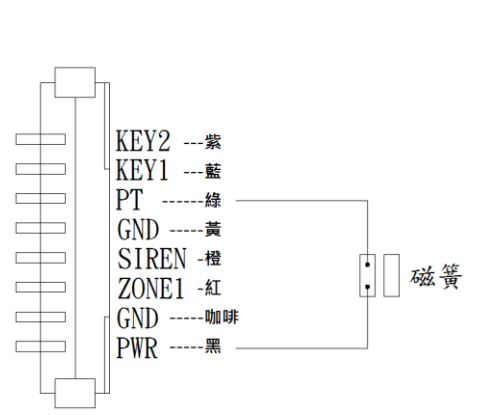 KEY2 ---紫
KEY1 ---藍
PT ------綠
GND -----黃
SIREN -橙
ZONE1 -紅
磁簧
GND -----咖啡
PWR -----黑